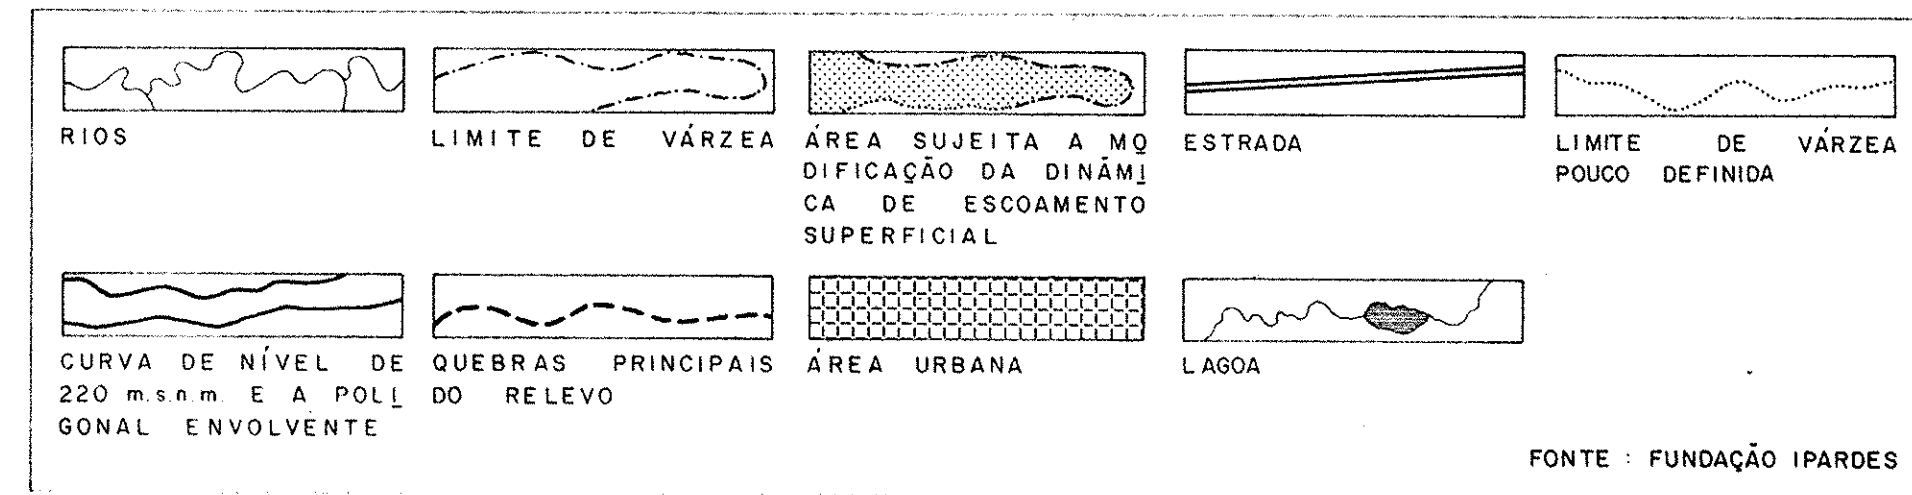 RIOS
LIMITE DE VÁRZEA
ÁREA SUJEITA A MO
DIFICAÇÃO DA DINÂMI
CA DE ESCOAMENTO
SUPERFICIAL
ESTRADA
LIMITE DE VÁRZEA
POUCO DEFINIDA
CURVA DE NÍVEL DE
220 m.s.n.m. E A POLI
GONAL ENVOLVENTE
QUEBRAS PRINCIPAIS
DO RELEVO
ÁREA URBANA
LAGOA
FONTE : FUNDAÇÃO IPARDES